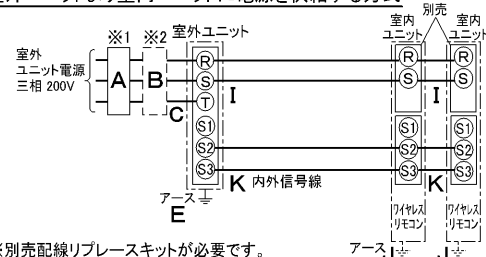 室外ユニットより室内ユニットに電源を供給する方式
別売
※1
※2
室外ユニット
室内
ユニット
室内
ユニット
室外
ユニット電源
三相 200V
A
B
C
R
S
T
S1
S2
S3
I
R
S
S1
S2
S3
I
R
S
S1
S2
S3
K
内外信号線
K
アース
E
ワイヤレス
リモコン
ワイヤレス
リモコン
※別売配線リプレースキットが必要です。
アース